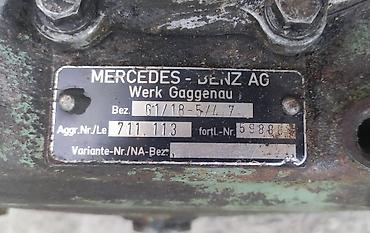 MERCEDES - BENZ AG
Werk Gaggenau
Bez. G1/18-5/4,7
Aggr.Nr/Le 711.113 fortL-Nr.
Variante-Nr/NA-Bez.